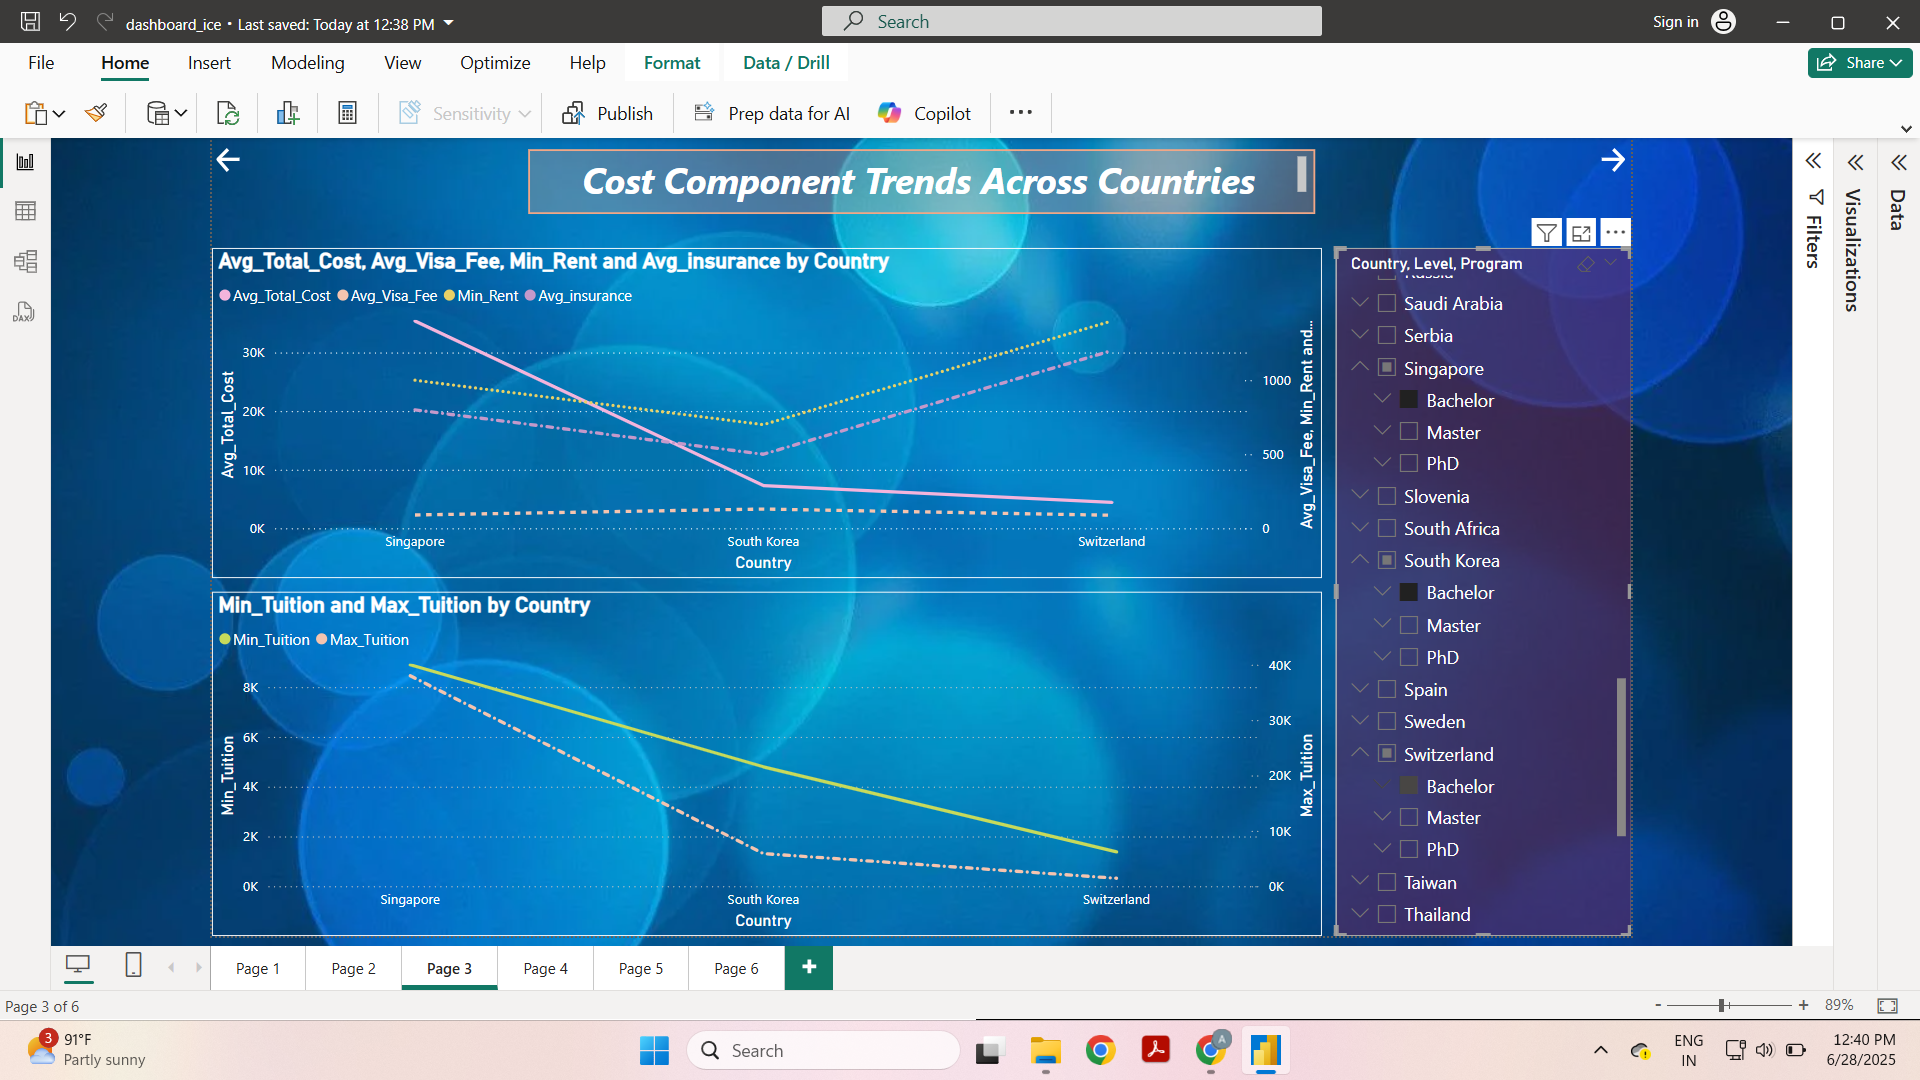 dashboard_ice • Last saved: Today at 12:38 PM
Search
Sign in
File
Home
Insert
Modeling
View
Optimize
Help
Format
Data / Drill
Share
Sensitivity
Publish
Prep data for AI
Copilot
Cost Component Trends Across Countries
Avg_Total_Cost, Avg_Visa_Fee, Min_Rent and Avg_insurance by Country
Avg_Total_Cost
Avg_Visa_Fee
Min_Rent
Avg_insurance
Avg_Total_Cost
30K
20K
10K
0K
1000
500
0
Avg_Visa_Fee, Min_Rent and...
Singapore
South Korea
Switzerland
Country
Min_Tuition and Max_Tuition by Country
Min_Tuition
Max_Tuition
Min_Tuition
8K
6K
4K
2K
0K
40K
30K
20K
10K
0K
Max_Tuition
Singapore
South Korea
Switzerland
Country
Country, Level, Program
Russia
Saudi Arabia
Serbia
Singapore
Bachelor
Master
PhD
Slovenia
South Africa
South Korea
Bachelor
Master
PhD
Spain
Sweden
Switzerland
Bachelor
Master
PhD
Taiwan
Thailand
Filters
Visualizations
Data
DAX
Page 1
Page 2
Page 3
Page 4
Page 5
Page 6
Page 3 of 6
89%
3
91°F
Partly sunny
Search
A
ENG
IN
12:40 PM
6/28/2025